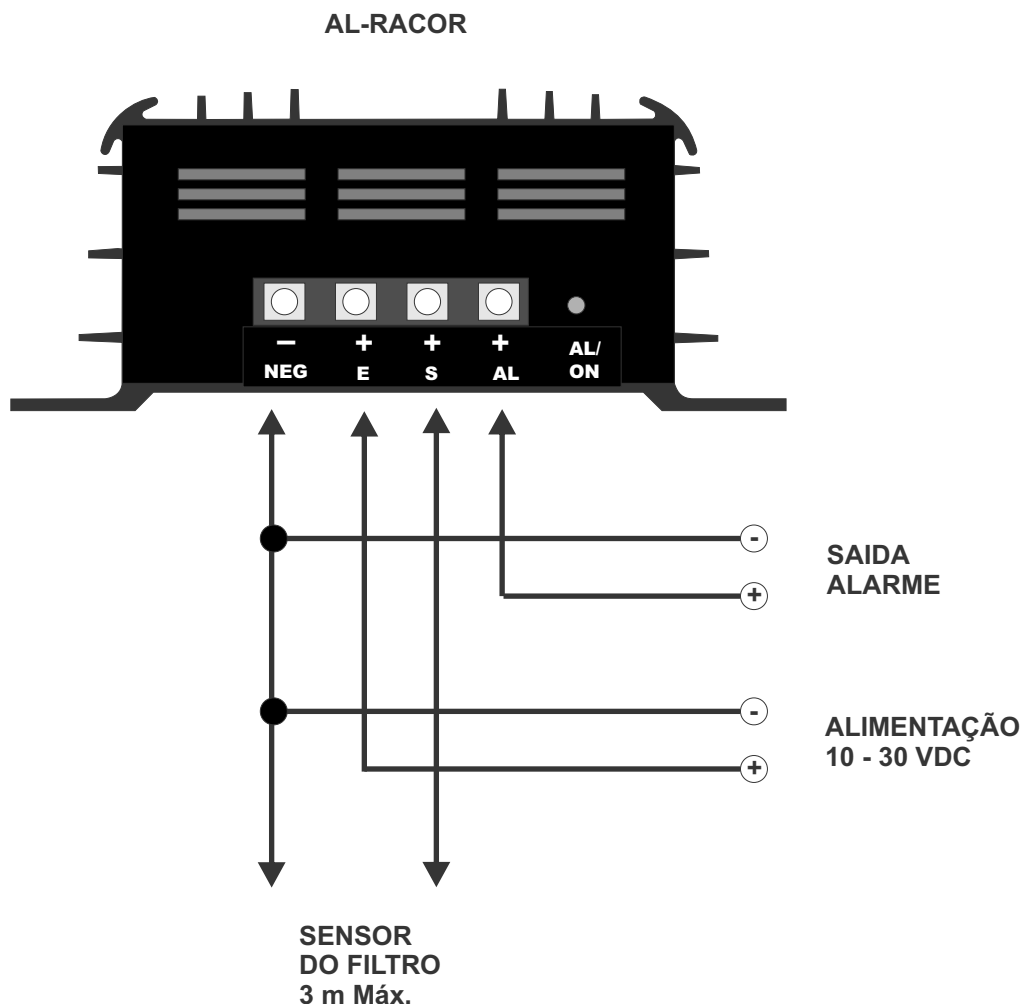 AL-RACOR
− + + + AL/
NEG E S AL ON
-
SAIDA
ALARME
+
-
ALIMENTAÇÃO
10 - 30 VDC
+
SENSOR
DO FILTRO
3 m Máx.